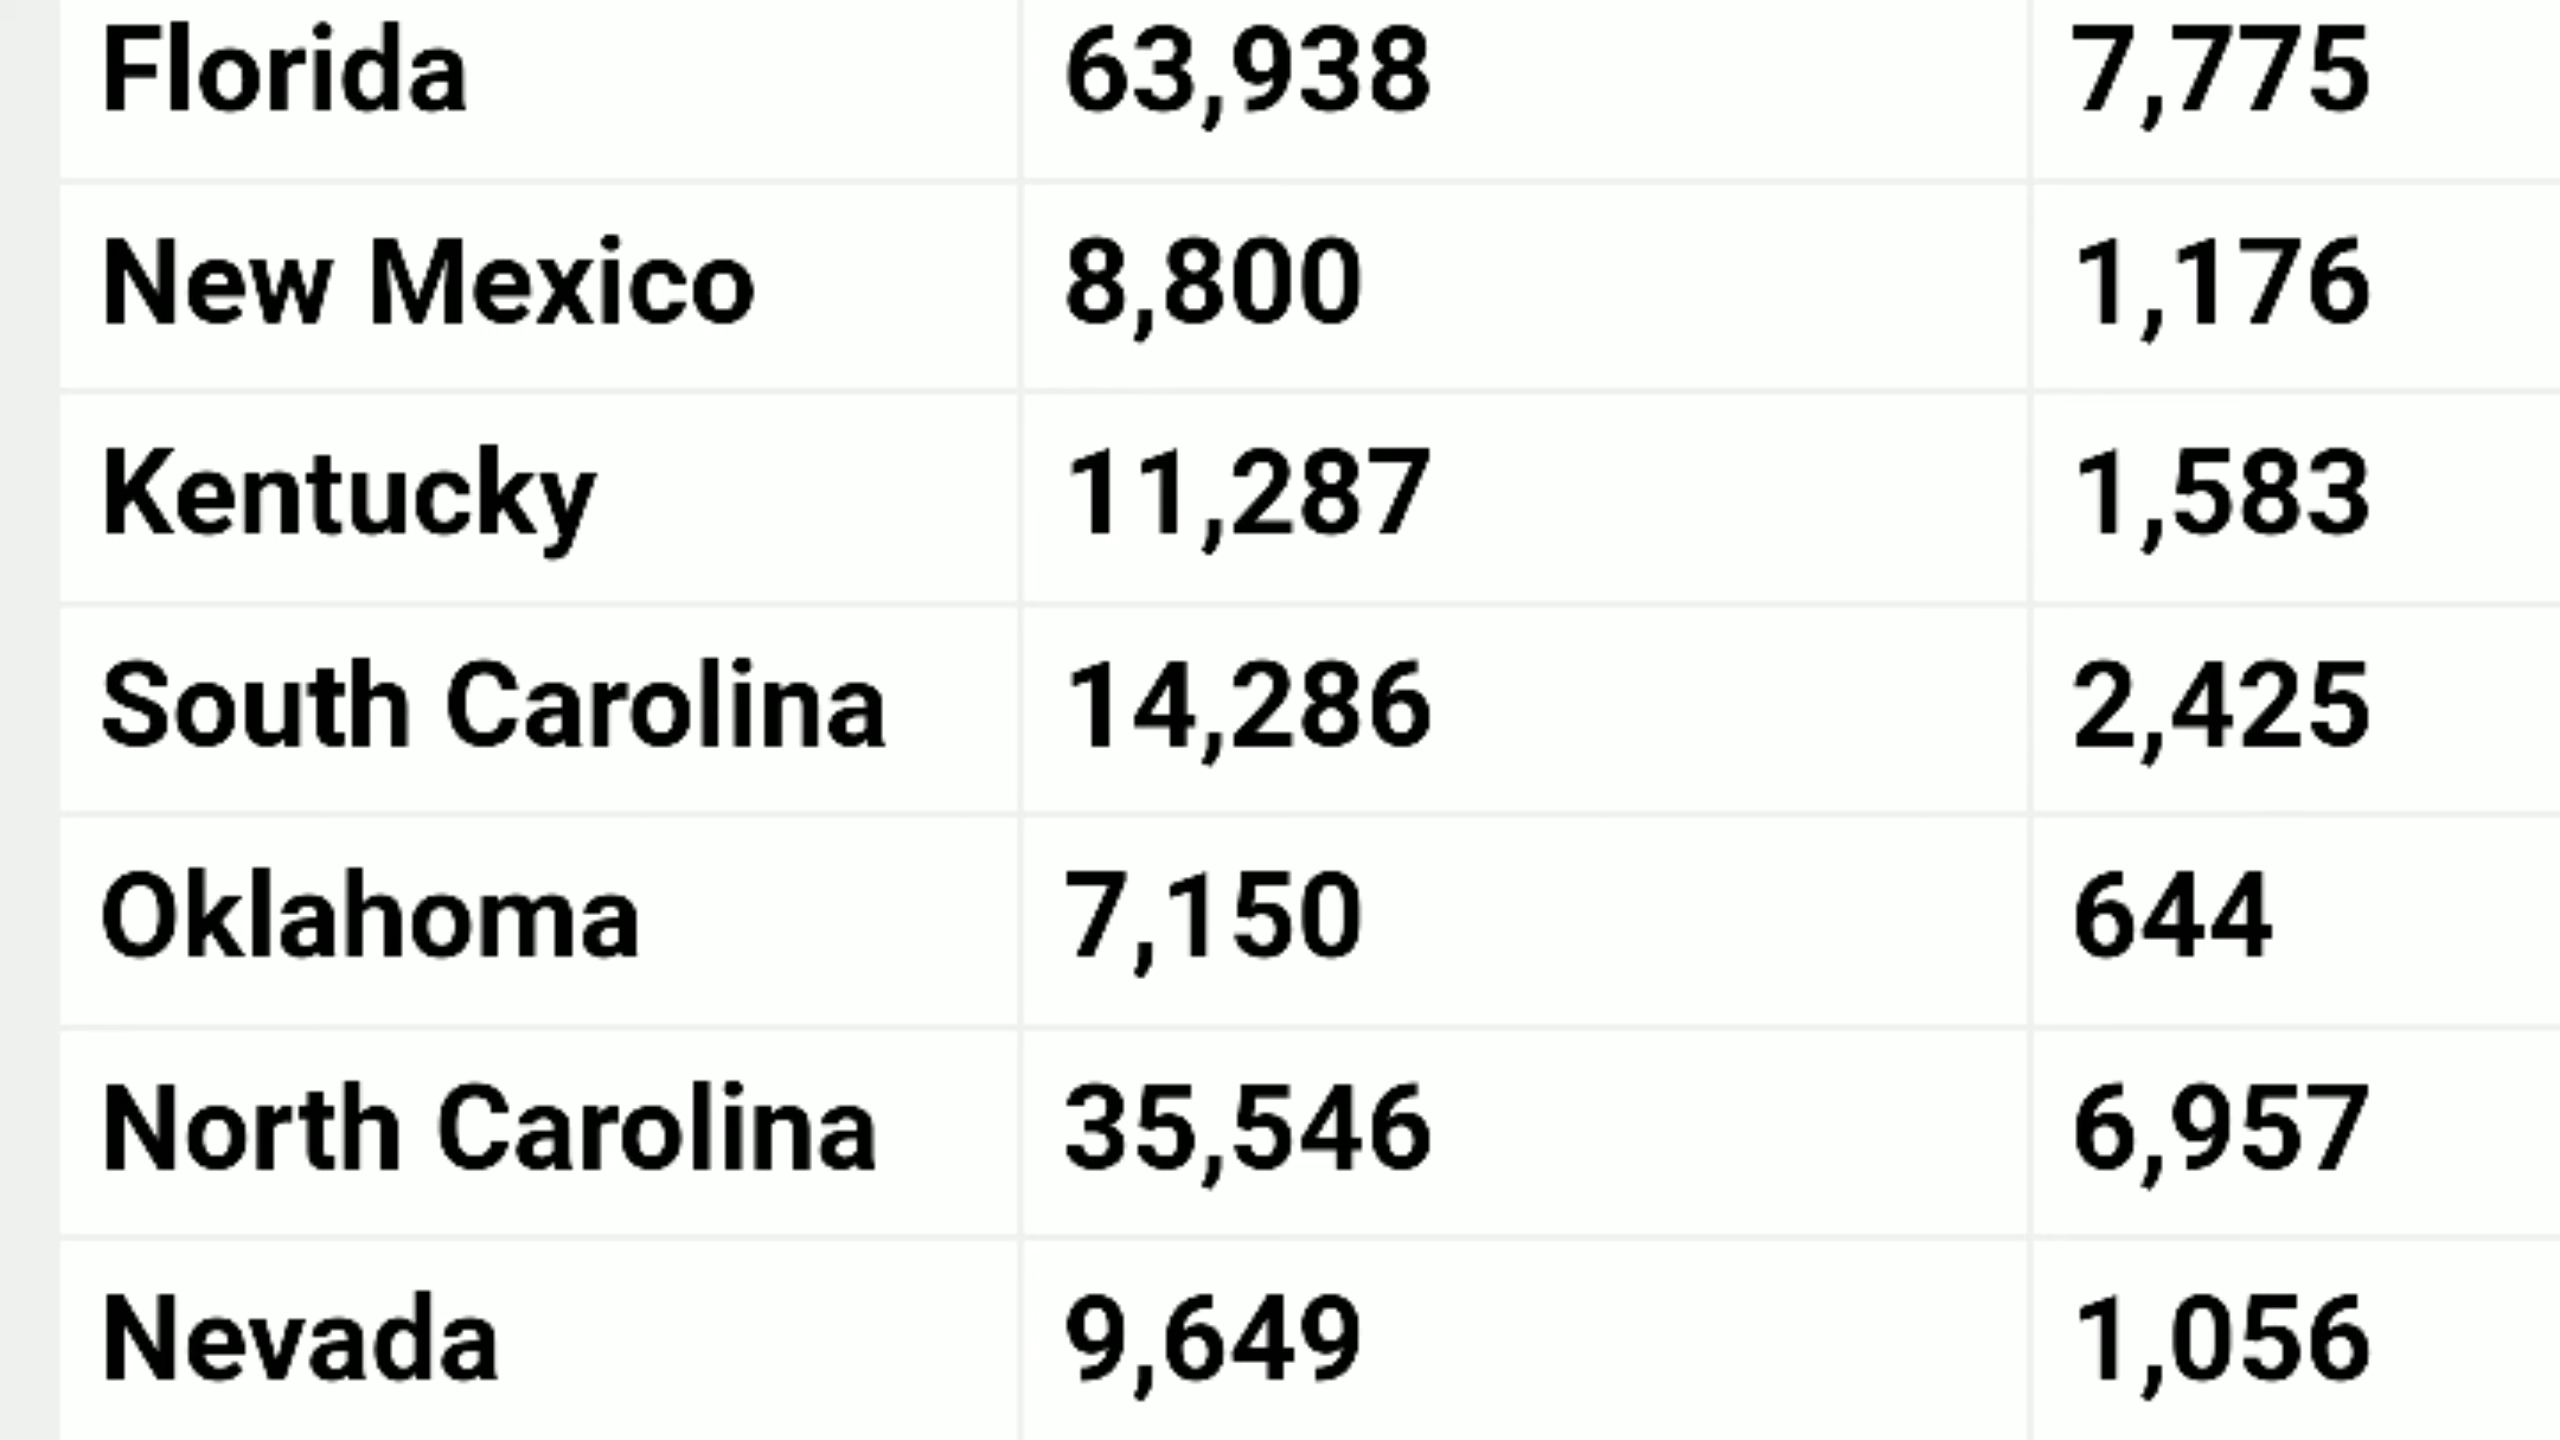 Florida 63,938 7,775
New Mexico 8,800 1,176
Kentucky 11,287 1,583
South Carolina 14,286 2,425
Oklahoma 7,150 644
North Carolina 35,546 6,957
Nevada 9,649 1,056